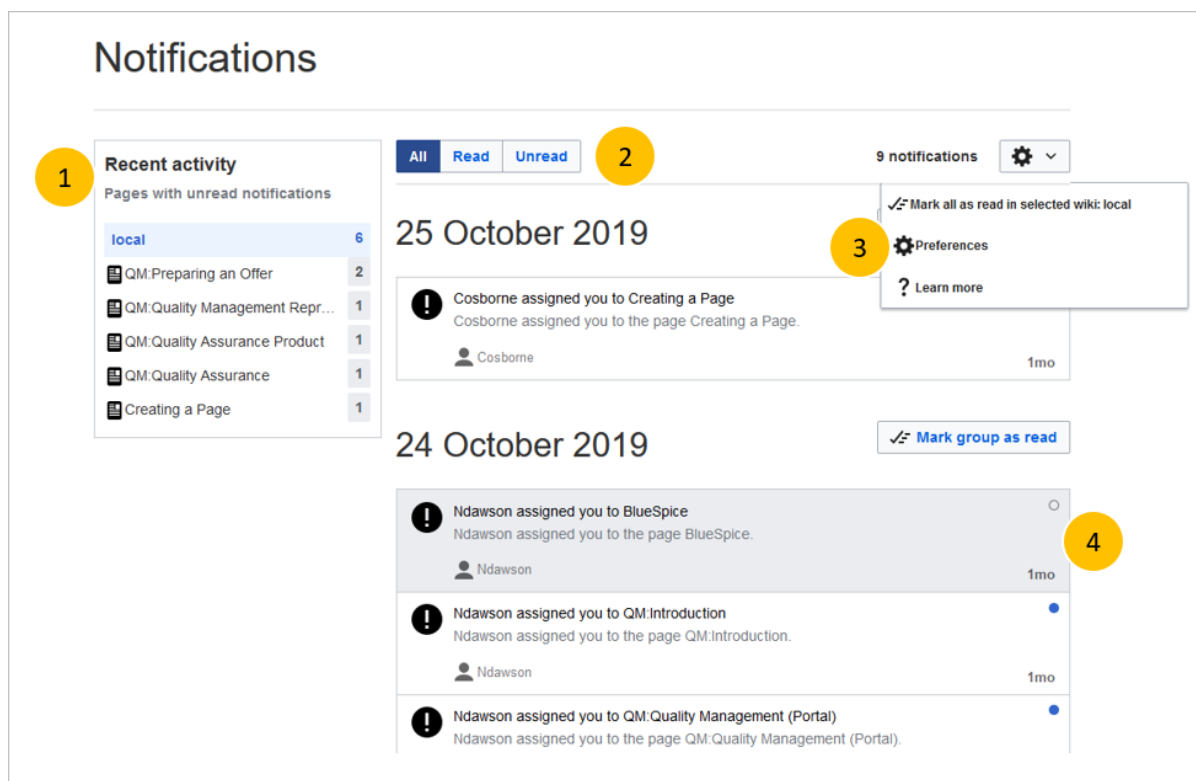 Notifications
1
Recent activity
Pages with unread notifications
local 6
QM:Preparing an Offer 2
QM:Quality Management Repr... 1
QM:Quality Assurance Product 1
QM:Quality Assurance 1
Creating a Page 1
All Read Unread
2
9 notifications
Mark all as read in selected wiki: local
3
Preferences
? Learn more
25 October 2019
Cosborne assigned you to Creating a Page
Cosborne assigned you to the page Creating a Page.
Cosborne
1mo
24 October 2019
Mark group as read
Ndawson assigned you to BlueSpice
Ndawson assigned you to the page BlueSpice.
Ndawson
1mo
4
Ndawson assigned you to QM:Introduction
Ndawson assigned you to the page QM:Introduction.
Ndawson
1mo
Ndawson assigned you to QM:Quality Management (Portal)
Ndawson assigned you to the page QM:Quality Management (Portal).